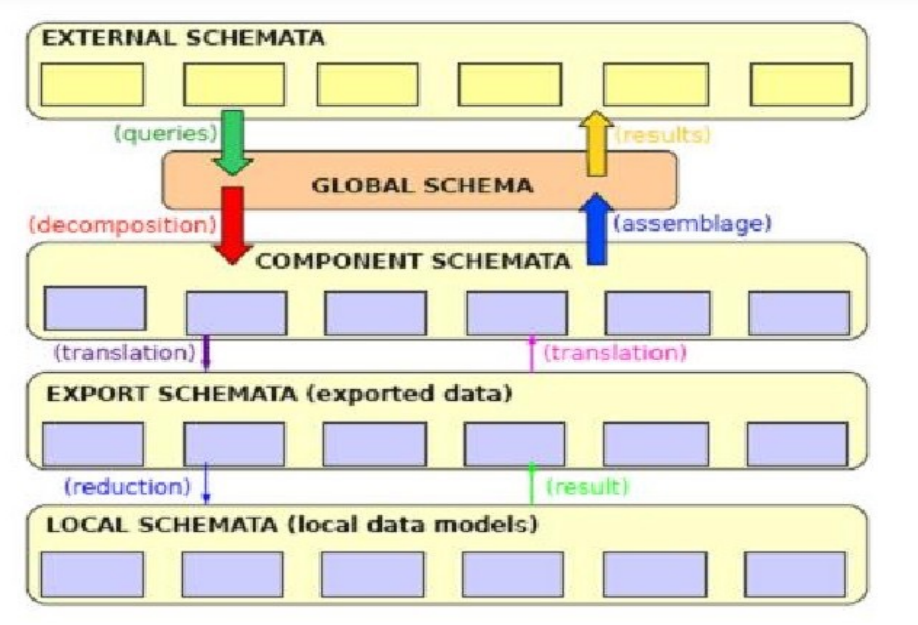 EXTERNAL SCHEMATA
(queries)
(results)
GLOBAL SCHEMA
(decomposition)
(assemblage)
COMPONENT SCHEMATA
(translation)
(translation)
EXPORT SCHEMATA (exported data)
(reduction)
(result)
LOCAL SCHEMATA (local data models)